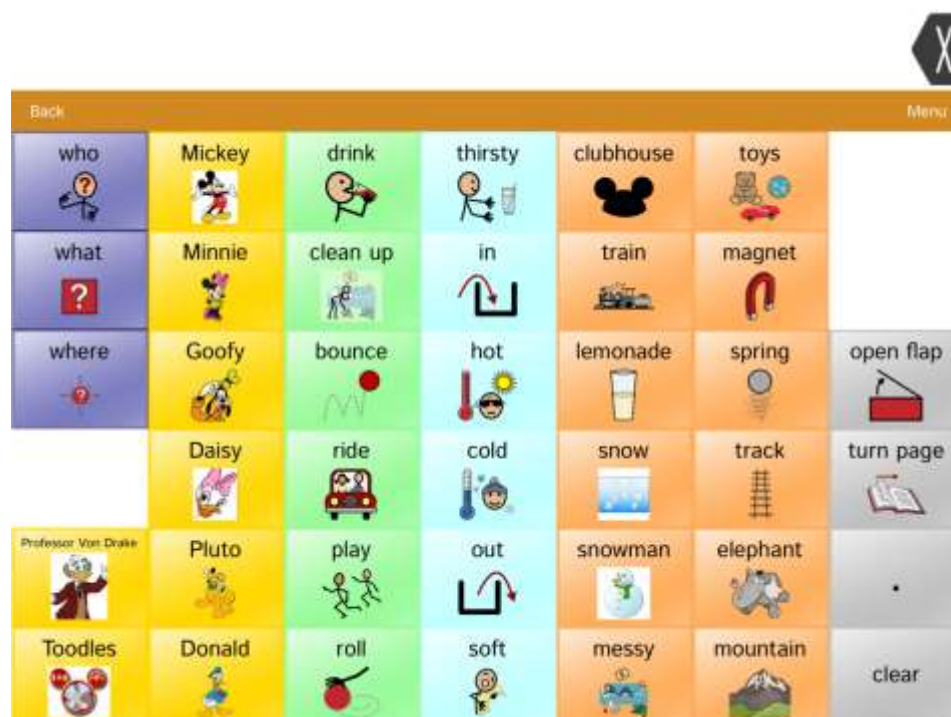 Back Menu
who Mickey drink thirsty clubhouse toys
what Minnie clean up in train magnet
where Goofy bounce hot lemonade spring open flap
Daisy ride cold snow track turn page
Professor Von Drake Pluto play out snowman elephant .
Toodles Donald roll soft messy mountain clear